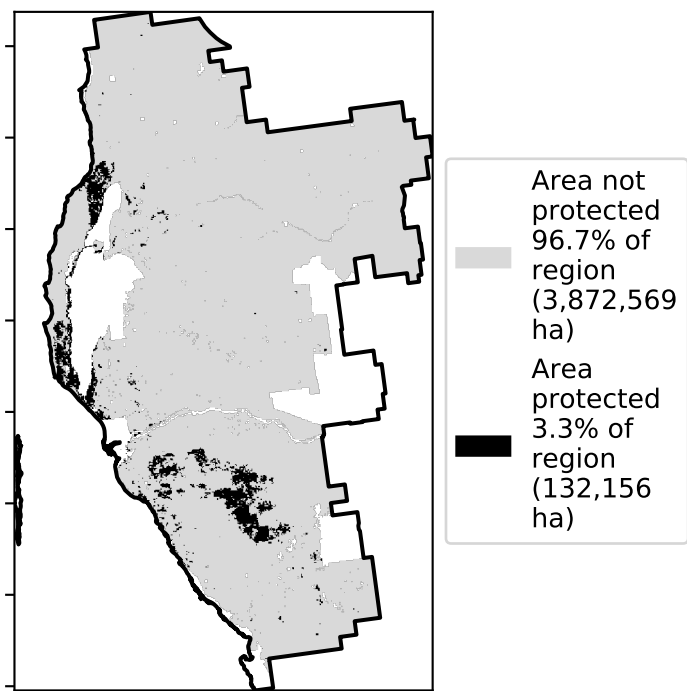 Area not
protected
96.7% of
region
(3,872,569
ha)
Area
protected
3.3% of
region
(132,156
ha)